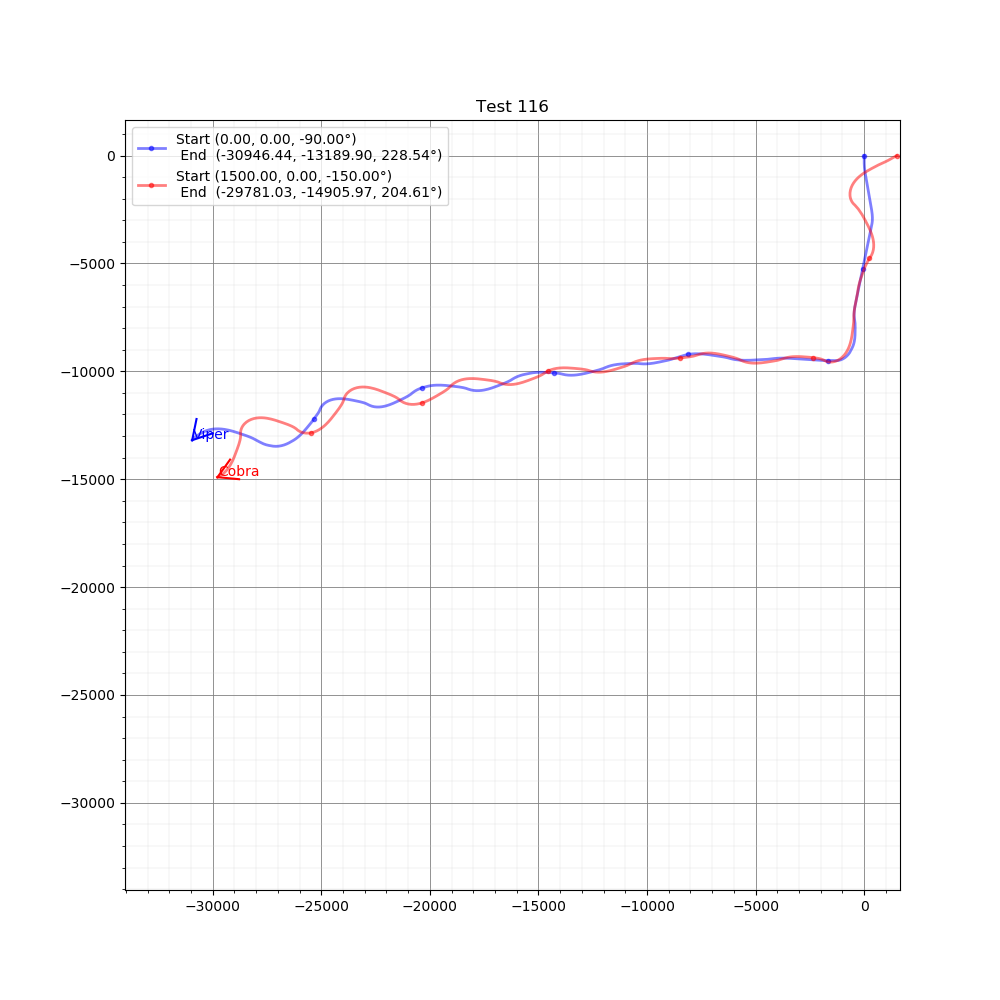 Test 116
Start (0.00, 0.00, -90.00°)
End (-30946.44, -13189.90, 228.54°)
Start (1500.00, 0.00, -150.00°)
End (-29781.03, -14905.97, 204.61°)
0
−5000
−10000
Viper
Cobra
−15000
−20000
−25000
−30000
−30000 −25000 −20000 −15000 −10000 −5000 0